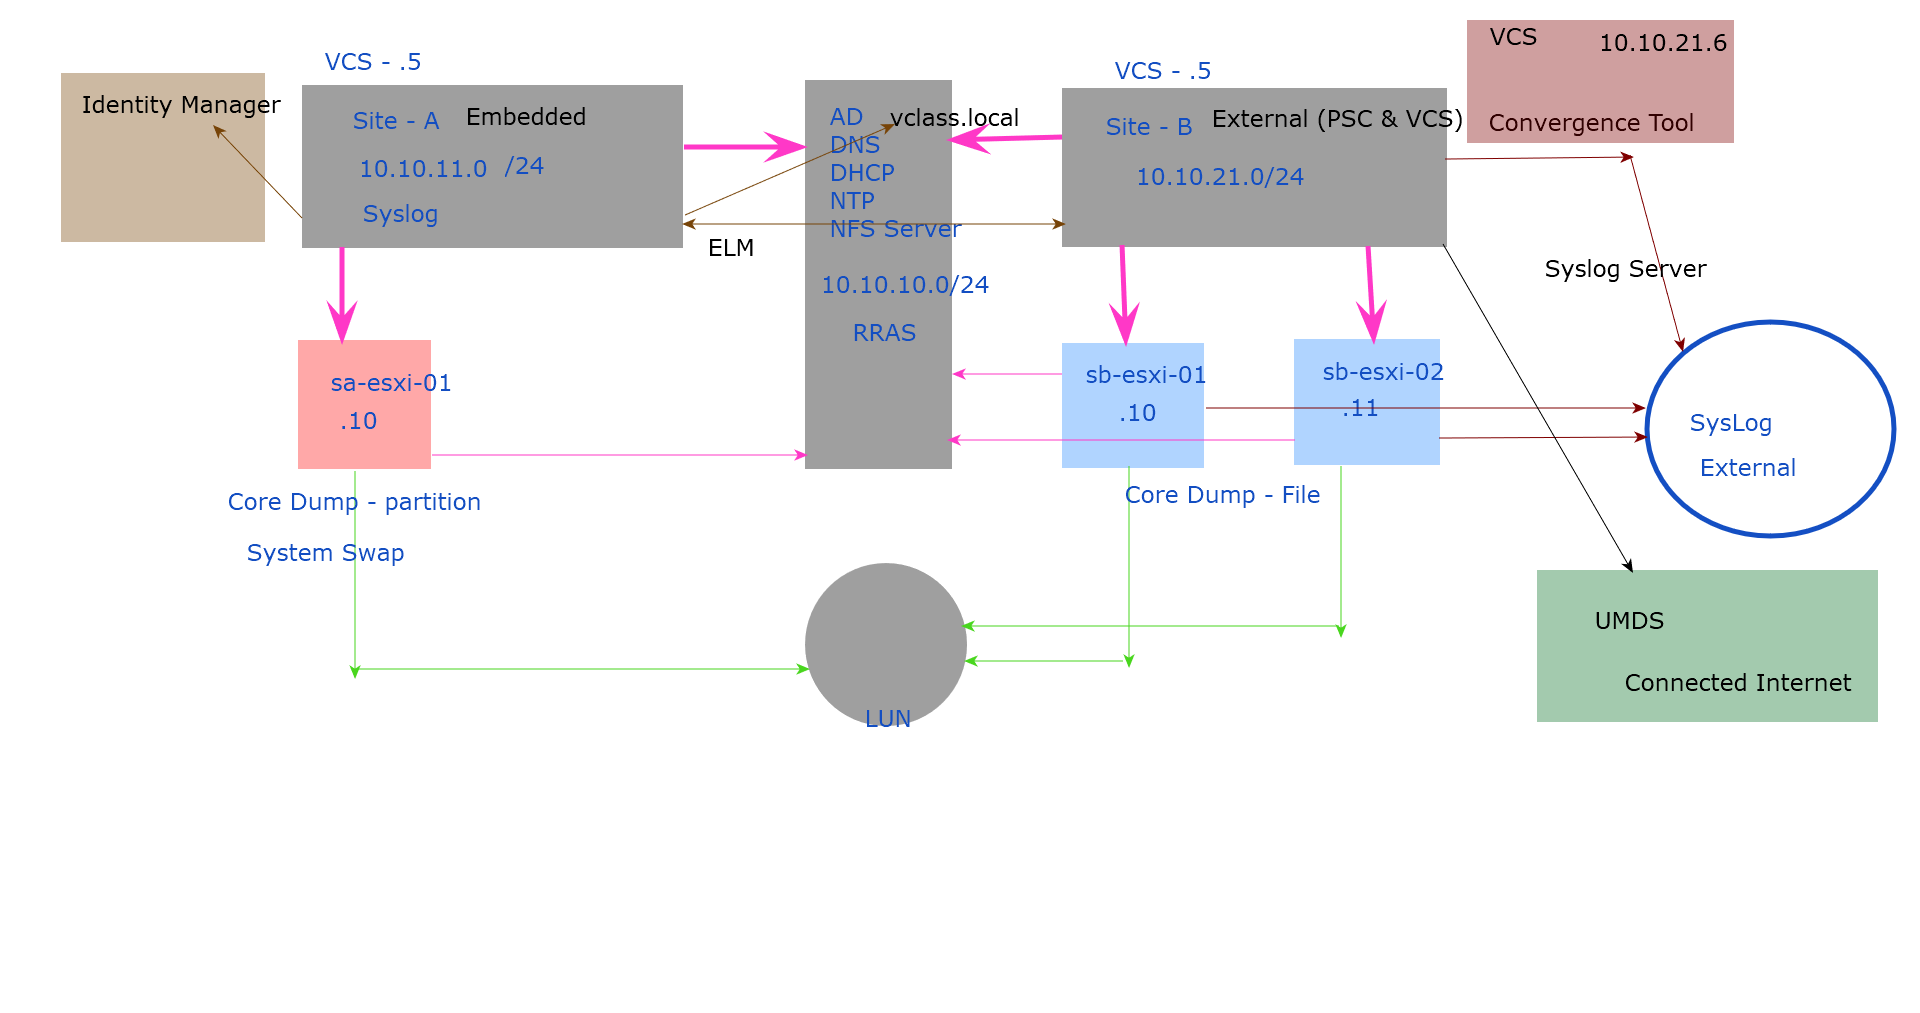 VCS - .5
Identity Manager
Site - A
Embedded
10.10.11.0 /24
Syslog
AD
DNS
DHCP
NTP
NFS Server
10.10.10.0/24
RRAS
vclass.local
ELM
VCS - .5
Site - B
External (PSC & VCS)
10.10.21.0/24
VCS
10.10.21.6
Convergence Tool
Syslog Server
sa-esxi-01
.10
sb-esxi-01
.10
sb-esxi-02
.11
SysLog
External
Core Dump - partition
System Swap
Core Dump - File
LUN
UMDS
Connected Internet